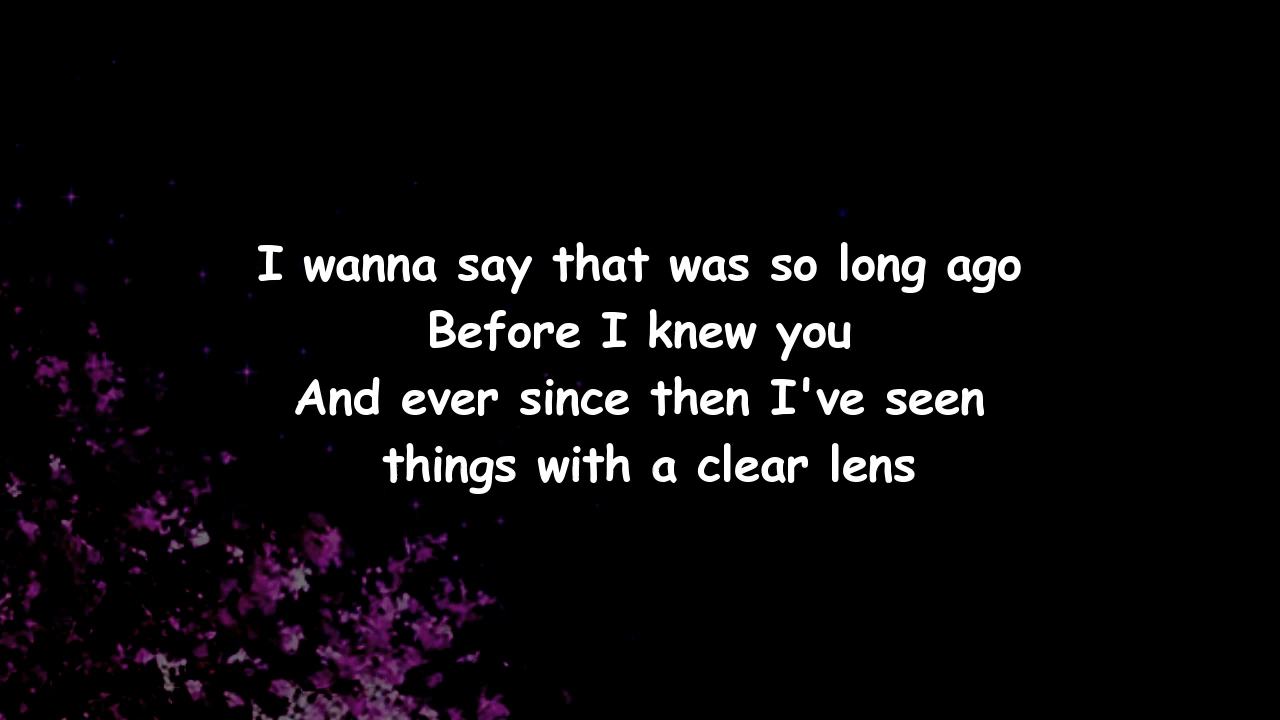 I wanna say that was so long ago
Before I knew you
And ever since then I've seen
things with a clear lens